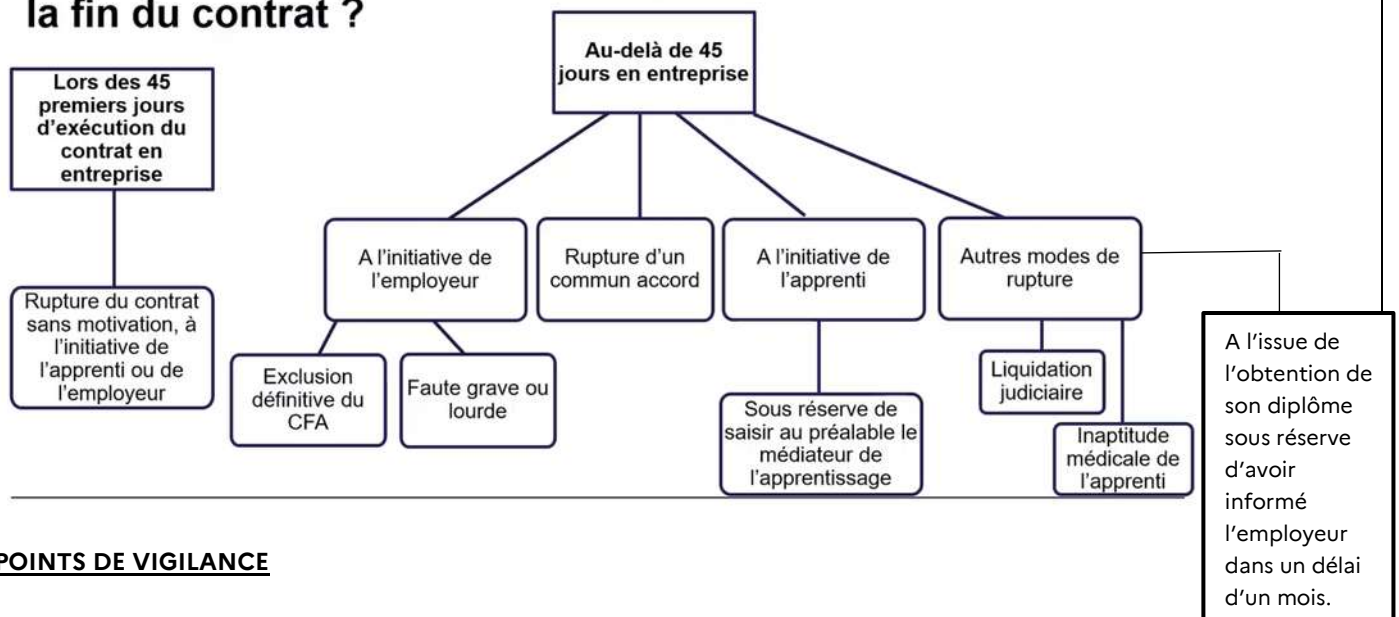 la fin du contrat ?
Lors des 45
premiers jours
d’exécution du
contrat en
entreprise
Rupture du contrat
sans motivation, à
l’initiative de
l’apprenti ou de
l’employeur
Au-delà de 45
jours en entreprise
A l’initiative de
l’employeur
Exclusion
définitive du
CFA
Faute grave ou
lourde
Rupture d’un
commun accord
A l’initiative de
l’apprenti
Sous réserve de
saisir au préalable le
médiateur de
l’apprentissage
Autres modes de
rupture
Liquidation
judiciaire
Inaptitude
médicale de
l’apprenti
A l’issue de
l’obtention de
son diplôme
sous réserve
d’avoir
informé
l’employeur
dans un délai
d’un mois.
POINTS DE VIGILANCE